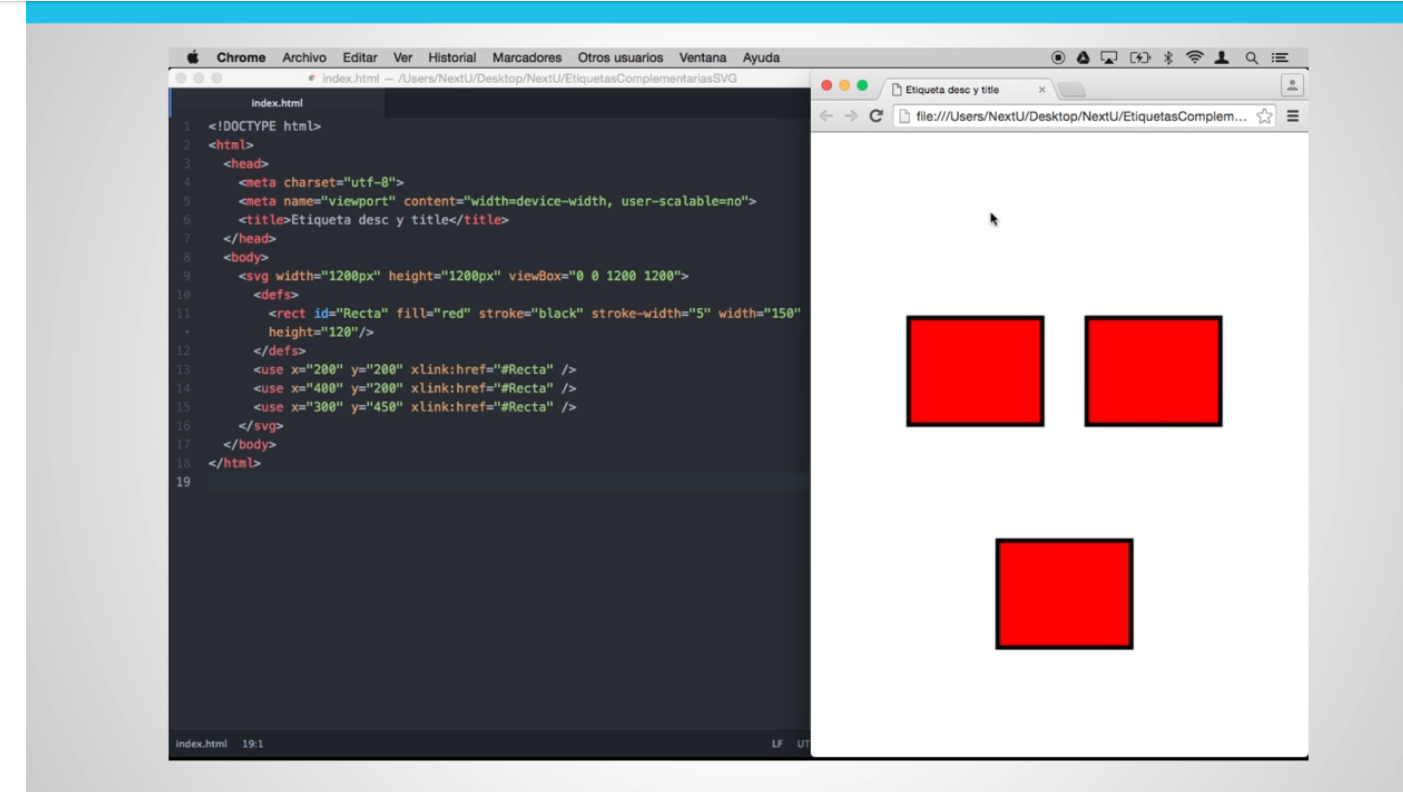 Chrome Archivo Editar Ver Historial Marcadores Otros usuarios Ventana Ayuda
index.html — /Users/NextU/Desktop/NextU/EtiquetasComplementariasSVG
index.html
1 <!DOCTYPE html>
2 <html>
3 <head>
4 <meta charset="utf-8">
5 <meta name="viewport" content="width=device-width, user-scalable=no">
6 <title>Etiqueta desc y title</title>
7 </head>
8 <body>
9 <svg width="1200px" height="1200px" viewBox="0 0 1200 1200">
10 <defs>
11 <rect id="Recta" fill="red" stroke="black" stroke-width="5" width="150"
• height="120"/>
12 </defs>
13 <use x="200" y="200" xlink:href="#Recta" />
14 <use x="400" y="200" xlink:href="#Recta" />
15 <use x="300" y="450" xlink:href="#Recta" />
16 </svg>
17 </body>
18 </html>
19
index.html 19:1
LF UT
Etiqueta desc y title
file:///Users/NextU/Desktop/NextU/EtiquetasComplem...